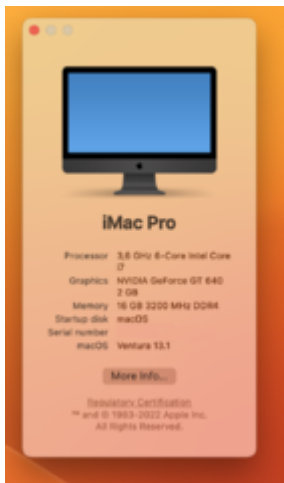 iMac Pro
Processor 3,6 GHz 6-Core Intel Core
i7
Graphics NVIDIA GeForce GT 640
2 GB
Memory 16 GB 3200 MHz DDR4
Startup disk macOS
Serial number
macOS Ventura 13.1
More Info...
Regulatory Certification
™ and © 1983-2022 Apple Inc.
All Rights Reserved.